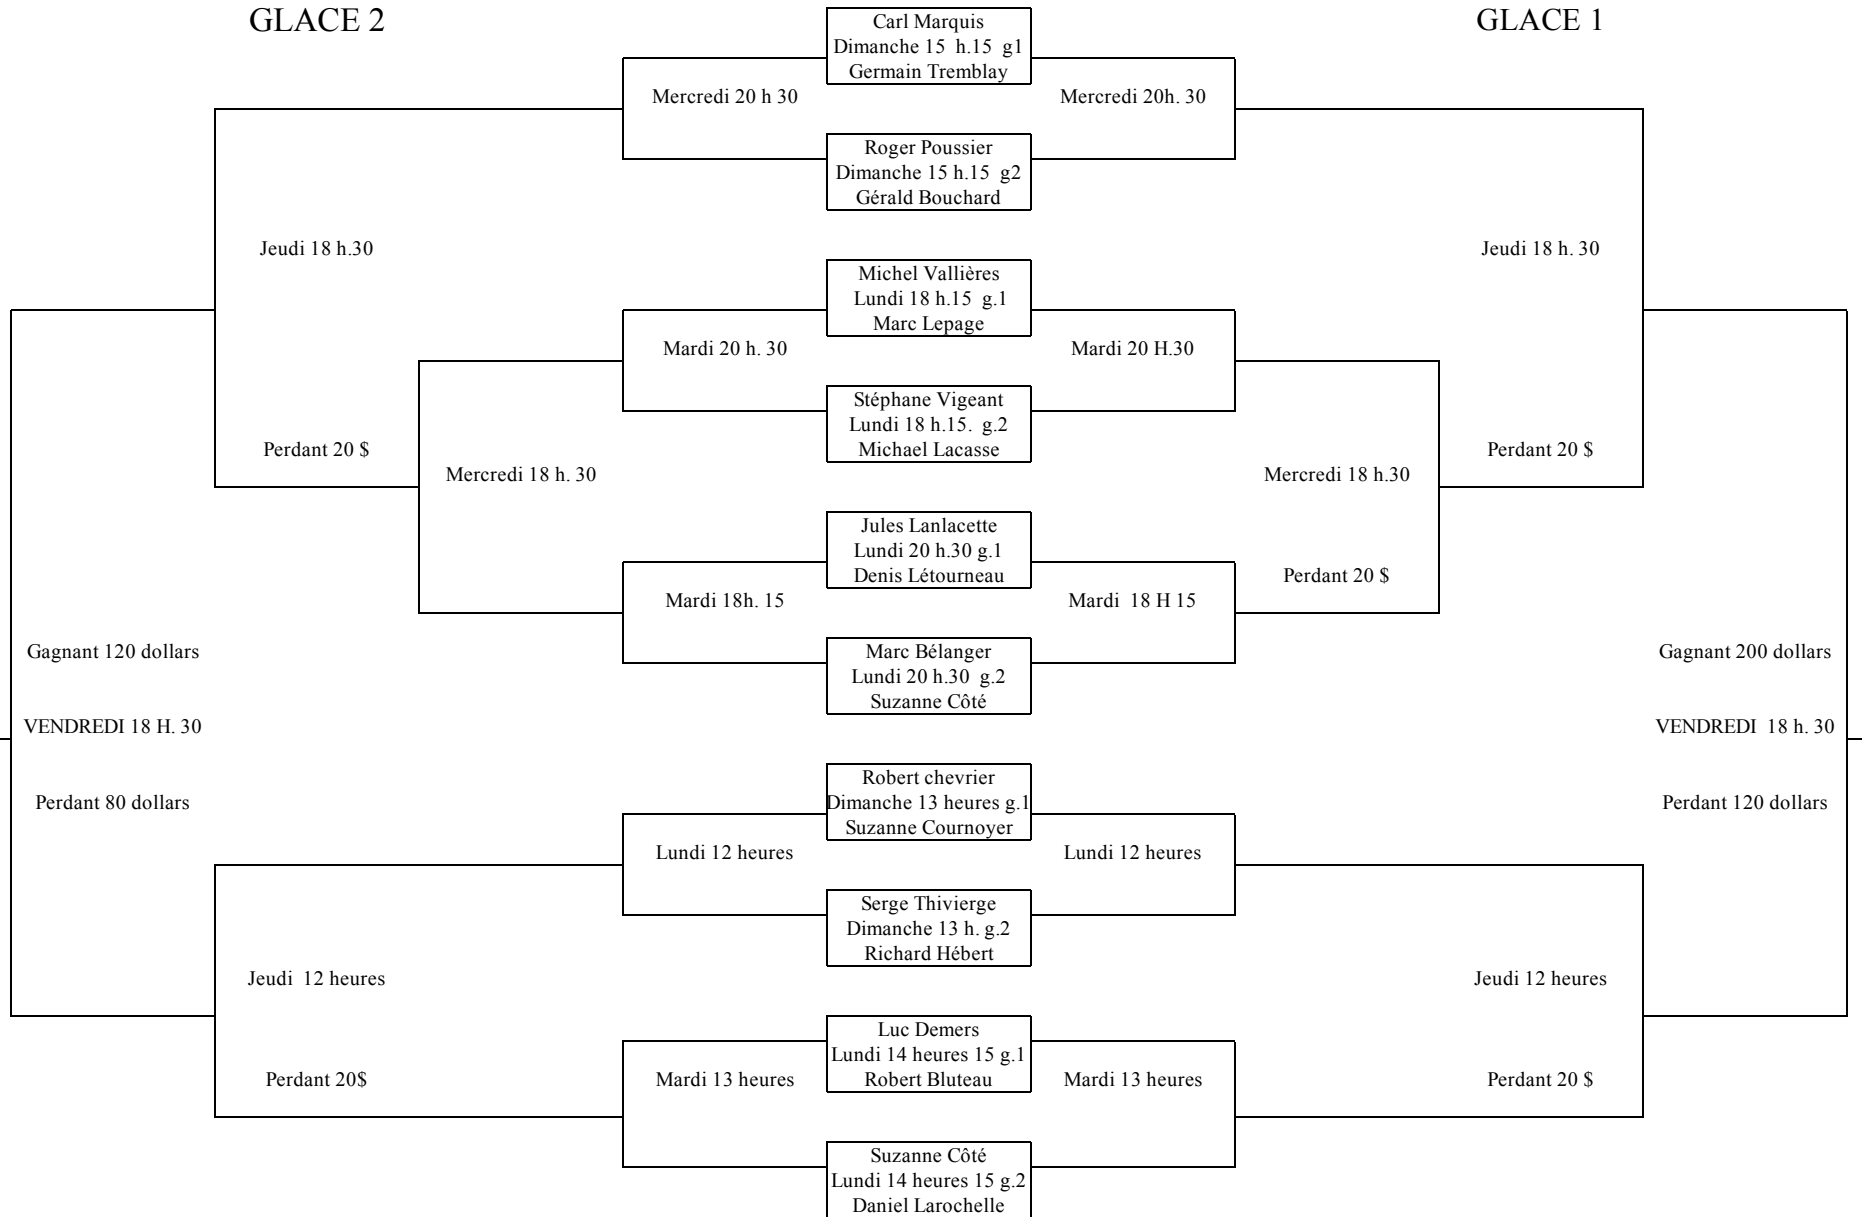 GLACE 2
GLACE 1
Carl Marquis
Dimanche 15  h.15  g1
Germain Tremblay
Mercredi 20 h 30
Mercredi 20h. 30
Roger Poussier
Dimanche 15 h.15  g2
Gérald Bouchard
Jeudi 18 h.30
Jeudi 18 h. 30
Michel Vallières
Lundi 18 h.15  g.1
Marc Lepage
Mardi 20 h. 30
Mardi 20 H.30
Stéphane Vigeant
Lundi 18 h.15.  g.2
Michael Lacasse
Perdant 20 $
Perdant 20 $
Mercredi 18 h. 30
Mercredi 18 h.30
Jules Lanlacette
Lundi 20 h.30 g.1
Denis Létourneau
Perdant 20 $
Mardi 18h. 15
Mardi  18 H 15
Marc Bélanger
Lundi 20 h.30  g.2
Suzanne Côté
Gagnant 120 dollars
Gagnant 200 dollars
VENDREDI 18 H. 30
VENDREDI  18 h. 30
Perdant 80 dollars
Perdant 120 dollars
Robert chevrier
Dimanche 13 heures g.1
Suzanne Cournoyer
Lundi 12 heures
Lundi 12 heures
Serge Thivierge
Dimanche 13 h. g.2
Richard Hébert
Jeudi  12 heures
Jeudi 12 heures
Luc Demers
Lundi 14 heures 15 g.1
Robert Bluteau
Perdant 20$
Mardi 13 heures
Mardi 13 heures
Perdant 20 $
Suzanne Côté
Lundi 14 heures 15 g.2
Daniel Larochelle